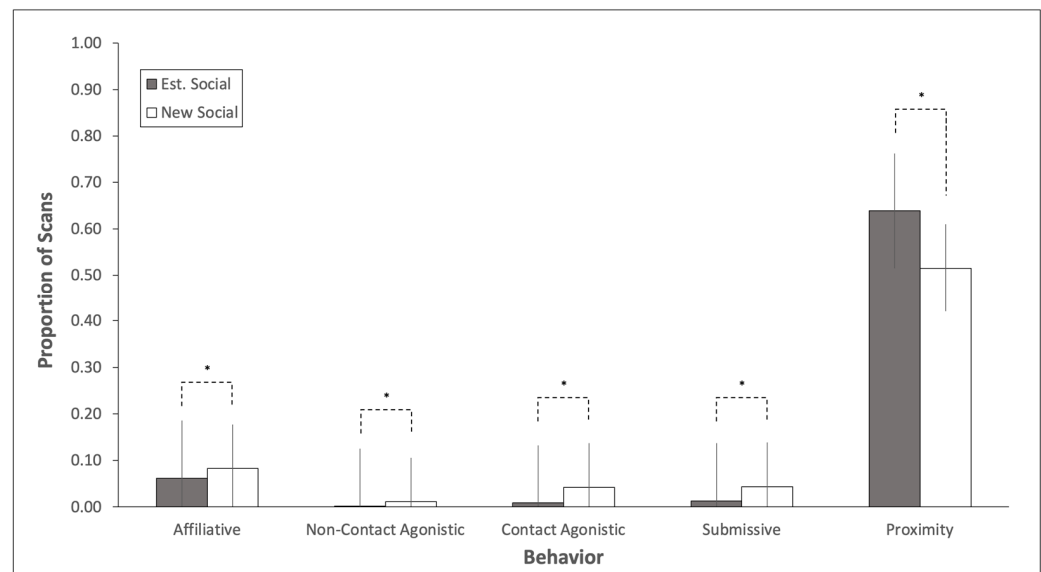 1.00
0.90
0.80
0.70
0.60
0.50
0.40
0.30
0.20
0.10
0.00
Proportion of Scans
Est. Social
New Social
*
*
*
*
*
Affiliative
Non-Contact Agonistic
Contact Agonistic
Submissive
Proximity
Behavior